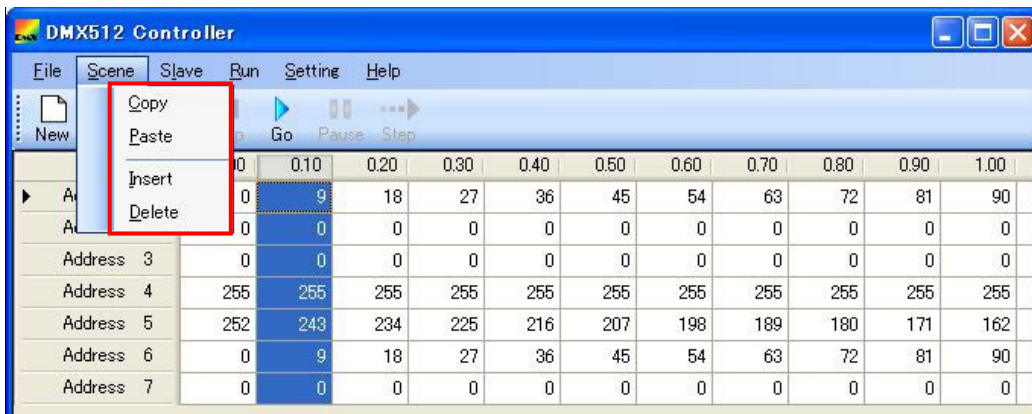 DMX512 Controller
File Scene Slave Run Setting Help
Copy
Paste
Insert
Delete
New Go Pause Step
0.10 0.20 0.30 0.40 0.50 0.60 0.70 0.80 0.90 1.00
0 9 18 27 36 45 54 63 72 81 90
0 0 0 0 0 0 0 0 0 0 0
Address 3 0 0 0 0 0 0 0 0 0 0 0
Address 4 255 255 255 255 255 255 255 255 255 255 255
Address 5 252 243 234 225 216 207 198 189 180 171 162
Address 6 0 9 18 27 36 45 54 63 72 81 90
Address 7 0 0 0 0 0 0 0 0 0 0 0